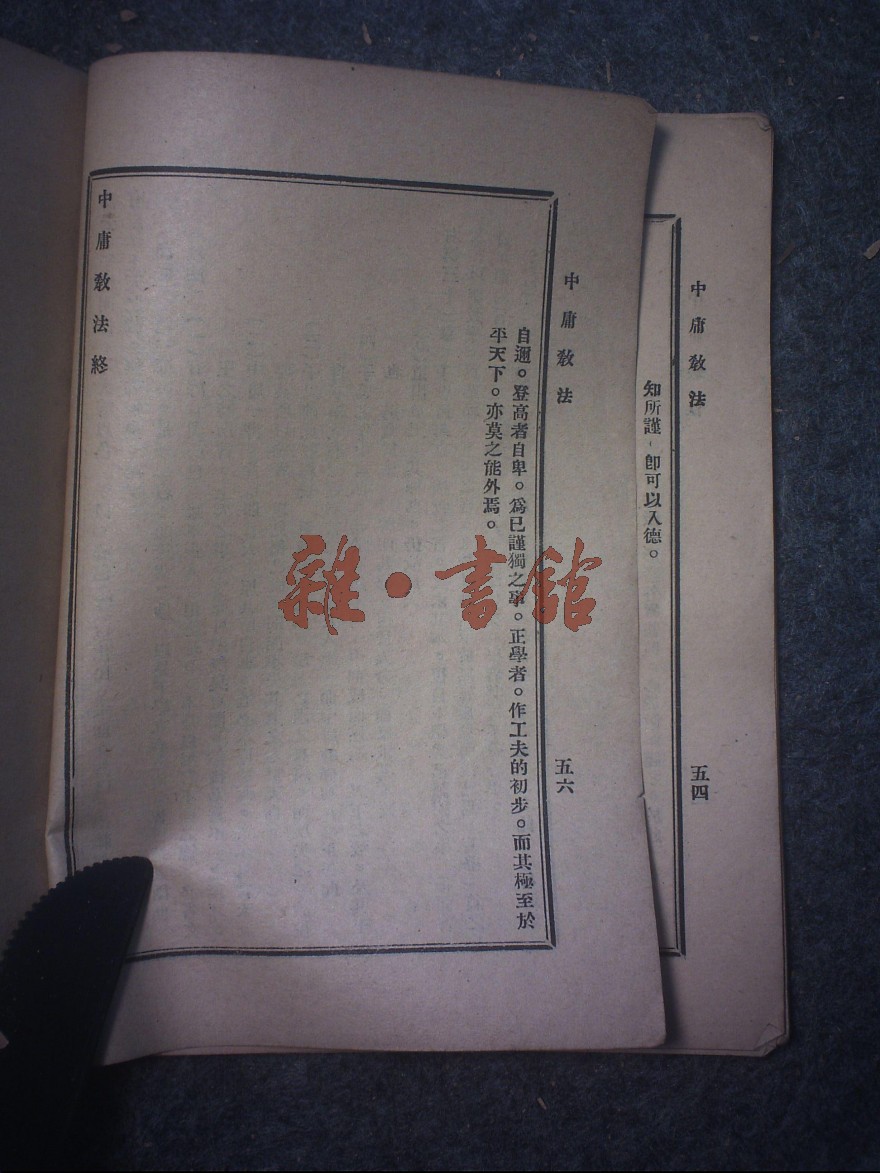 中庸敎法
五四
知所謹、卽可以入德。
中庸敎法
五六
自邇。登高者自卑。爲已謹獨之事。正學者。作工夫的初步。而其極至於
平天下。亦莫之能外焉。
中庸敎法終
雜·書館